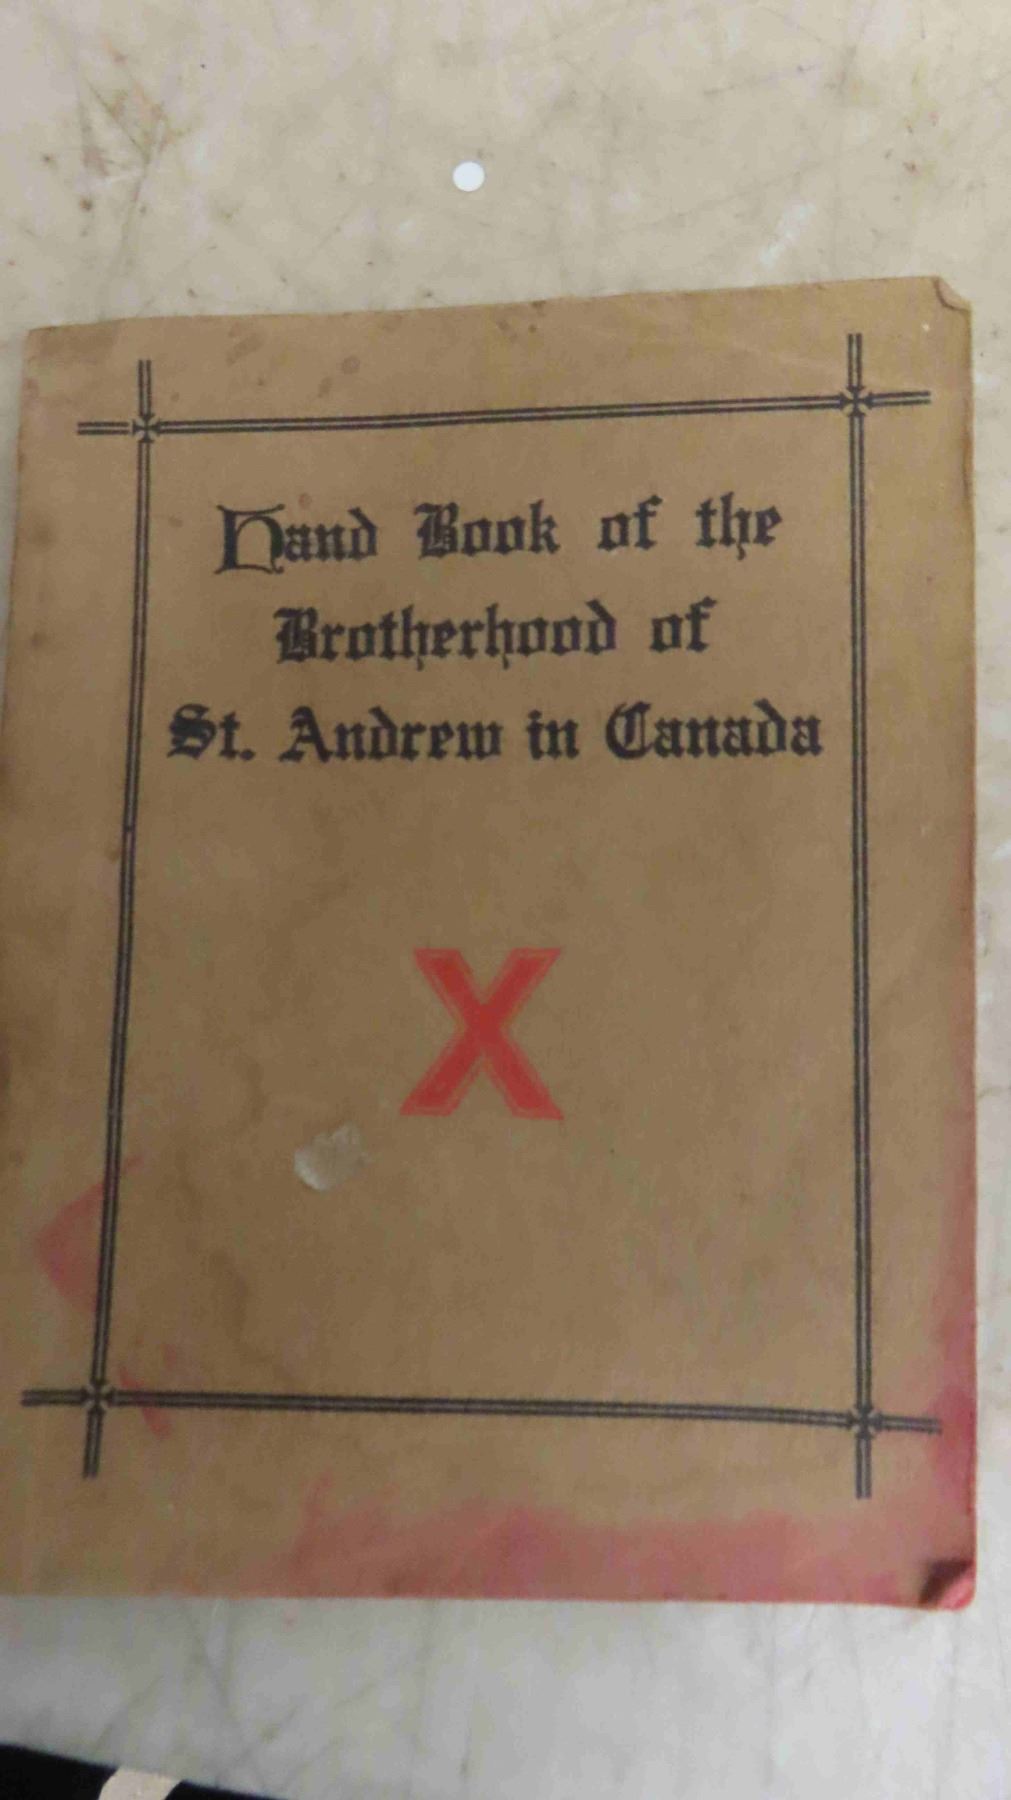 Hand Book of the
Brotherhood of
St. Andrew in Canada
X